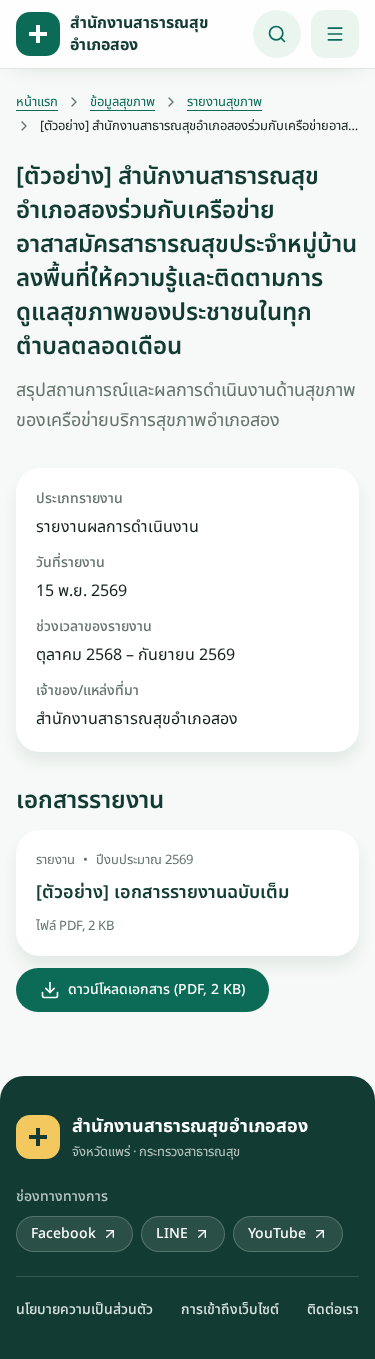 สำนักงานสาธารณสุข
อำเภอสอง
หน้าแรก
ข้อมูลสุขภาพ
รายงานสุขภาพ
[ตัวอย่าง] สำนักงานสาธารณสุขอำเภอสองร่วมกับเครือข่ายอาส...
[ตัวอย่าง] สำนักงานสาธารณสุข
อำเภอสองร่วมกับเครือข่าย
อาสาสมัครสาธารณสุขประจำหมู่บ้าน
ลงพื้นที่ให้ความรู้และติดตามการ
ดูแลสุขภาพของประชาชนในทุก
ตำบลตลอดเดือน
สรุปสถานการณ์และผลการดำเนินงานด้านสุขภาพ
ของเครือข่ายบริการสุขภาพอำเภอสอง
ประเภทรายงาน
รายงานผลการดำเนินงาน
วันที่รายงาน
15 พ.ย. 2569
ช่วงเวลาของรายงาน
ตุลาคม 2568 – กันยายน 2569
เจ้าของ/แหล่งที่มา
สำนักงานสาธารณสุขอำเภอสอง
เอกสารรายงาน
รายงาน • ปีงบประมาณ 2569
[ตัวอย่าง] เอกสารรายงานฉบับเต็ม
ไฟล์ PDF, 2 KB
ดาวน์โหลดเอกสาร (PDF, 2 KB)
สำนักงานสาธารณสุขอำเภอสอง
จังหวัดแพร่ · กระทรวงสาธารณสุข
ช่องทางทางการ
Facebook LINE YouTube
นโยบายความเป็นส่วนตัว การเข้าถึงเว็บไซต์ ติดต่อเรา